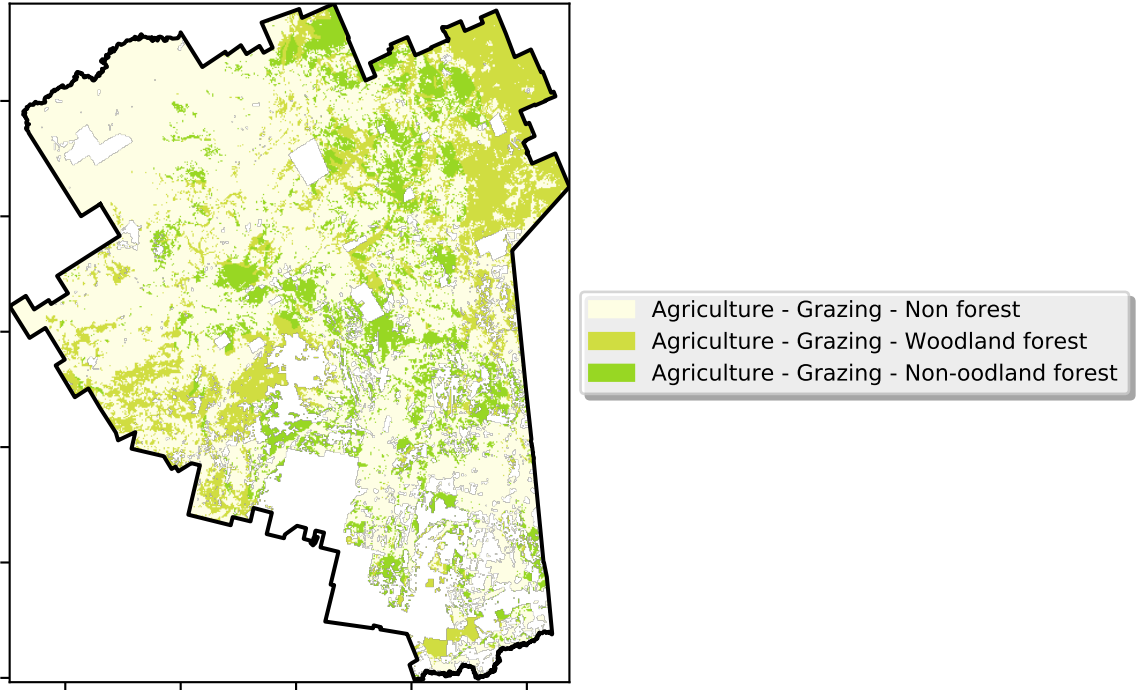 Agriculture - Grazing - Non forest
Agriculture - Grazing - Woodland forest
Agriculture - Grazing - Non-oodland forest